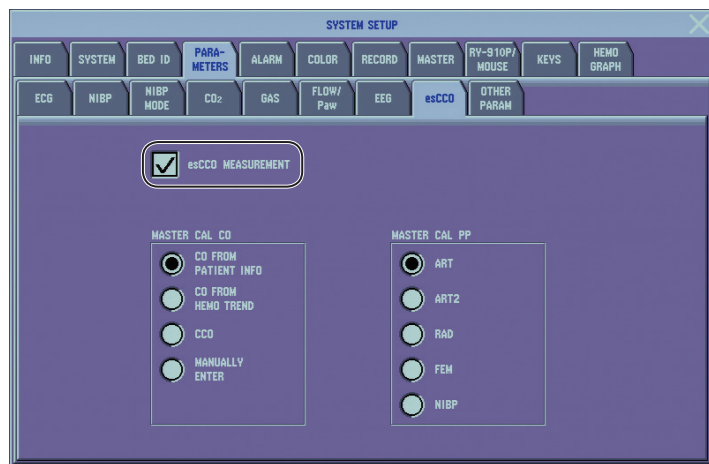 SYSTEM SETUP
INFO SYSTEM BED ID PARA-METERS ALARM COLOR RECORD MASTER RY-910P/MOUSE KEYS HEMO GRAPH
ECG NIBP NIBP MODE CO2 GAS FLOW/Paw EEG esCCO OTHER PARAM
esCCO MEASUREMENT
MASTER CAL CO
CO FROM
PATIENT INFO
CO FROM
HEMO TREND
CCO
MANUALLY
ENTER
MASTER CAL PP
ART
ART2
RAD
FEM
NIBP